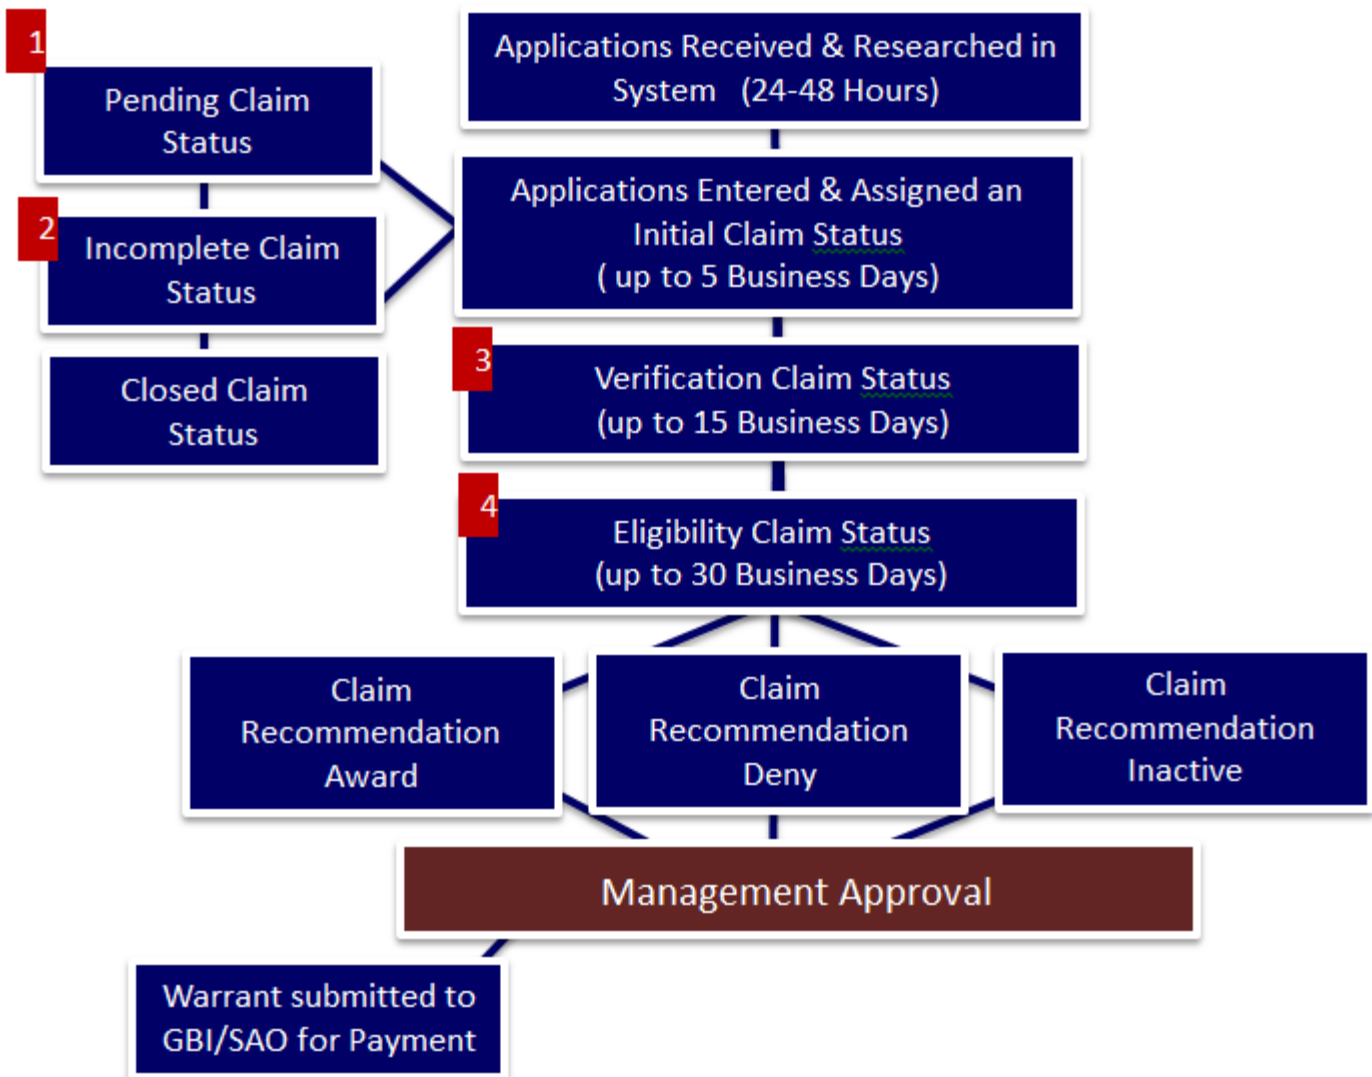 1
Pending Claim
Status
2
Incomplete Claim
Status
Closed Claim
Status
Applications Received & Researched in
System (24-48 Hours)
Applications Entered & Assigned an
Initial Claim Status
( up to 5 Business Days)
3
Verification Claim Status
(up to 15 Business Days)
4
Eligibility Claim Status
(up to 30 Business Days)
Claim
Recommendation
Award
Claim
Recommendation
Deny
Claim
Recommendation
Inactive
Management Approval
Warrant submitted to
GBI/SAO for Payment